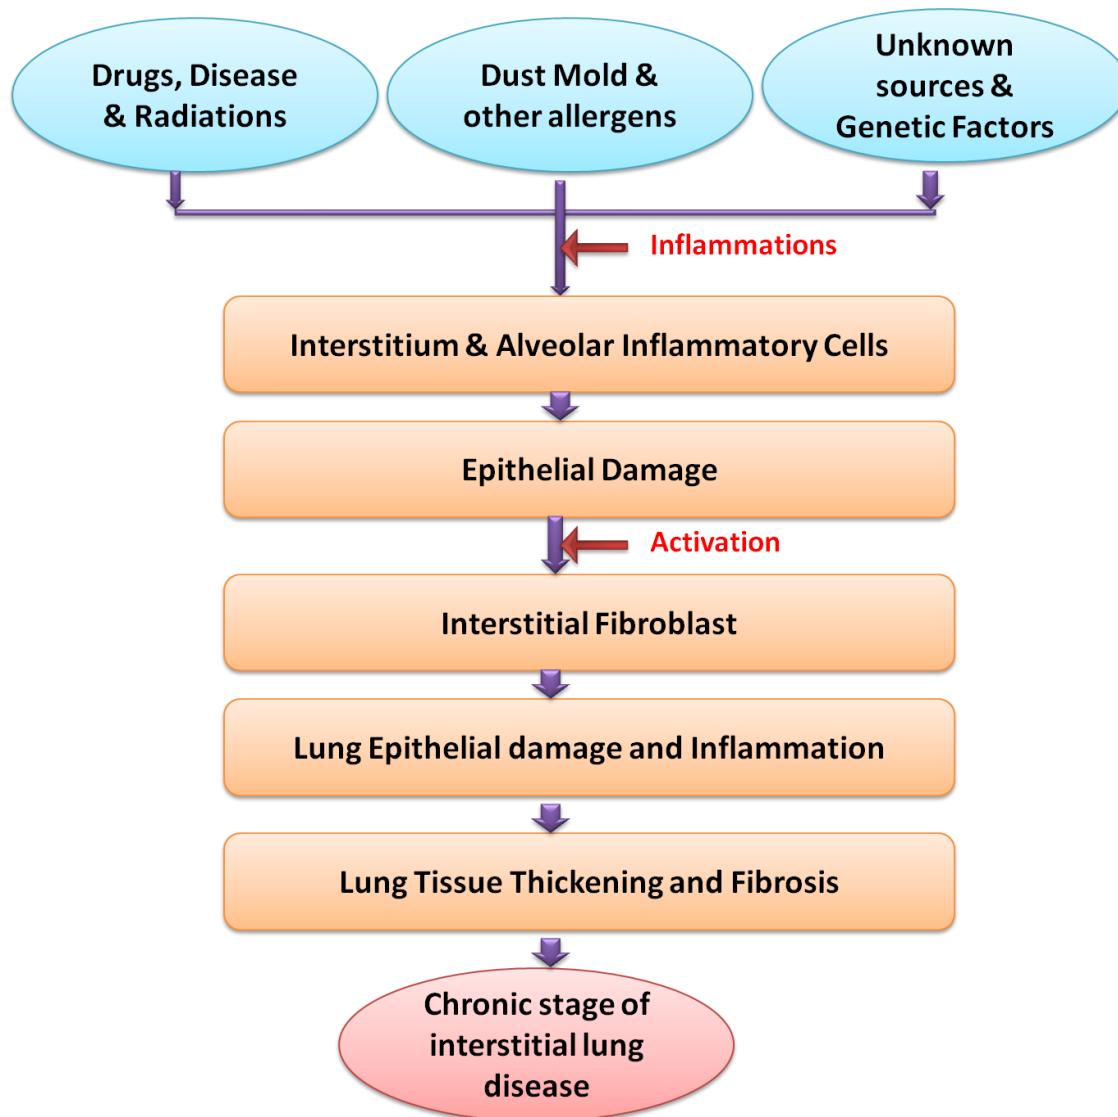 Drugs, Disease
& Radiations
Dust Mold &
other allergens
Unknown
sources &
Genetic Factors
Inflammations
Interstitium & Alveolar Inflammatory Cells
Epithelial Damage
Activation
Interstitial Fibroblast
Lung Epithelial damage and Inflammation
Lung Tissue Thickening and Fibrosis
Chronic stage of
interstitial lung
disease